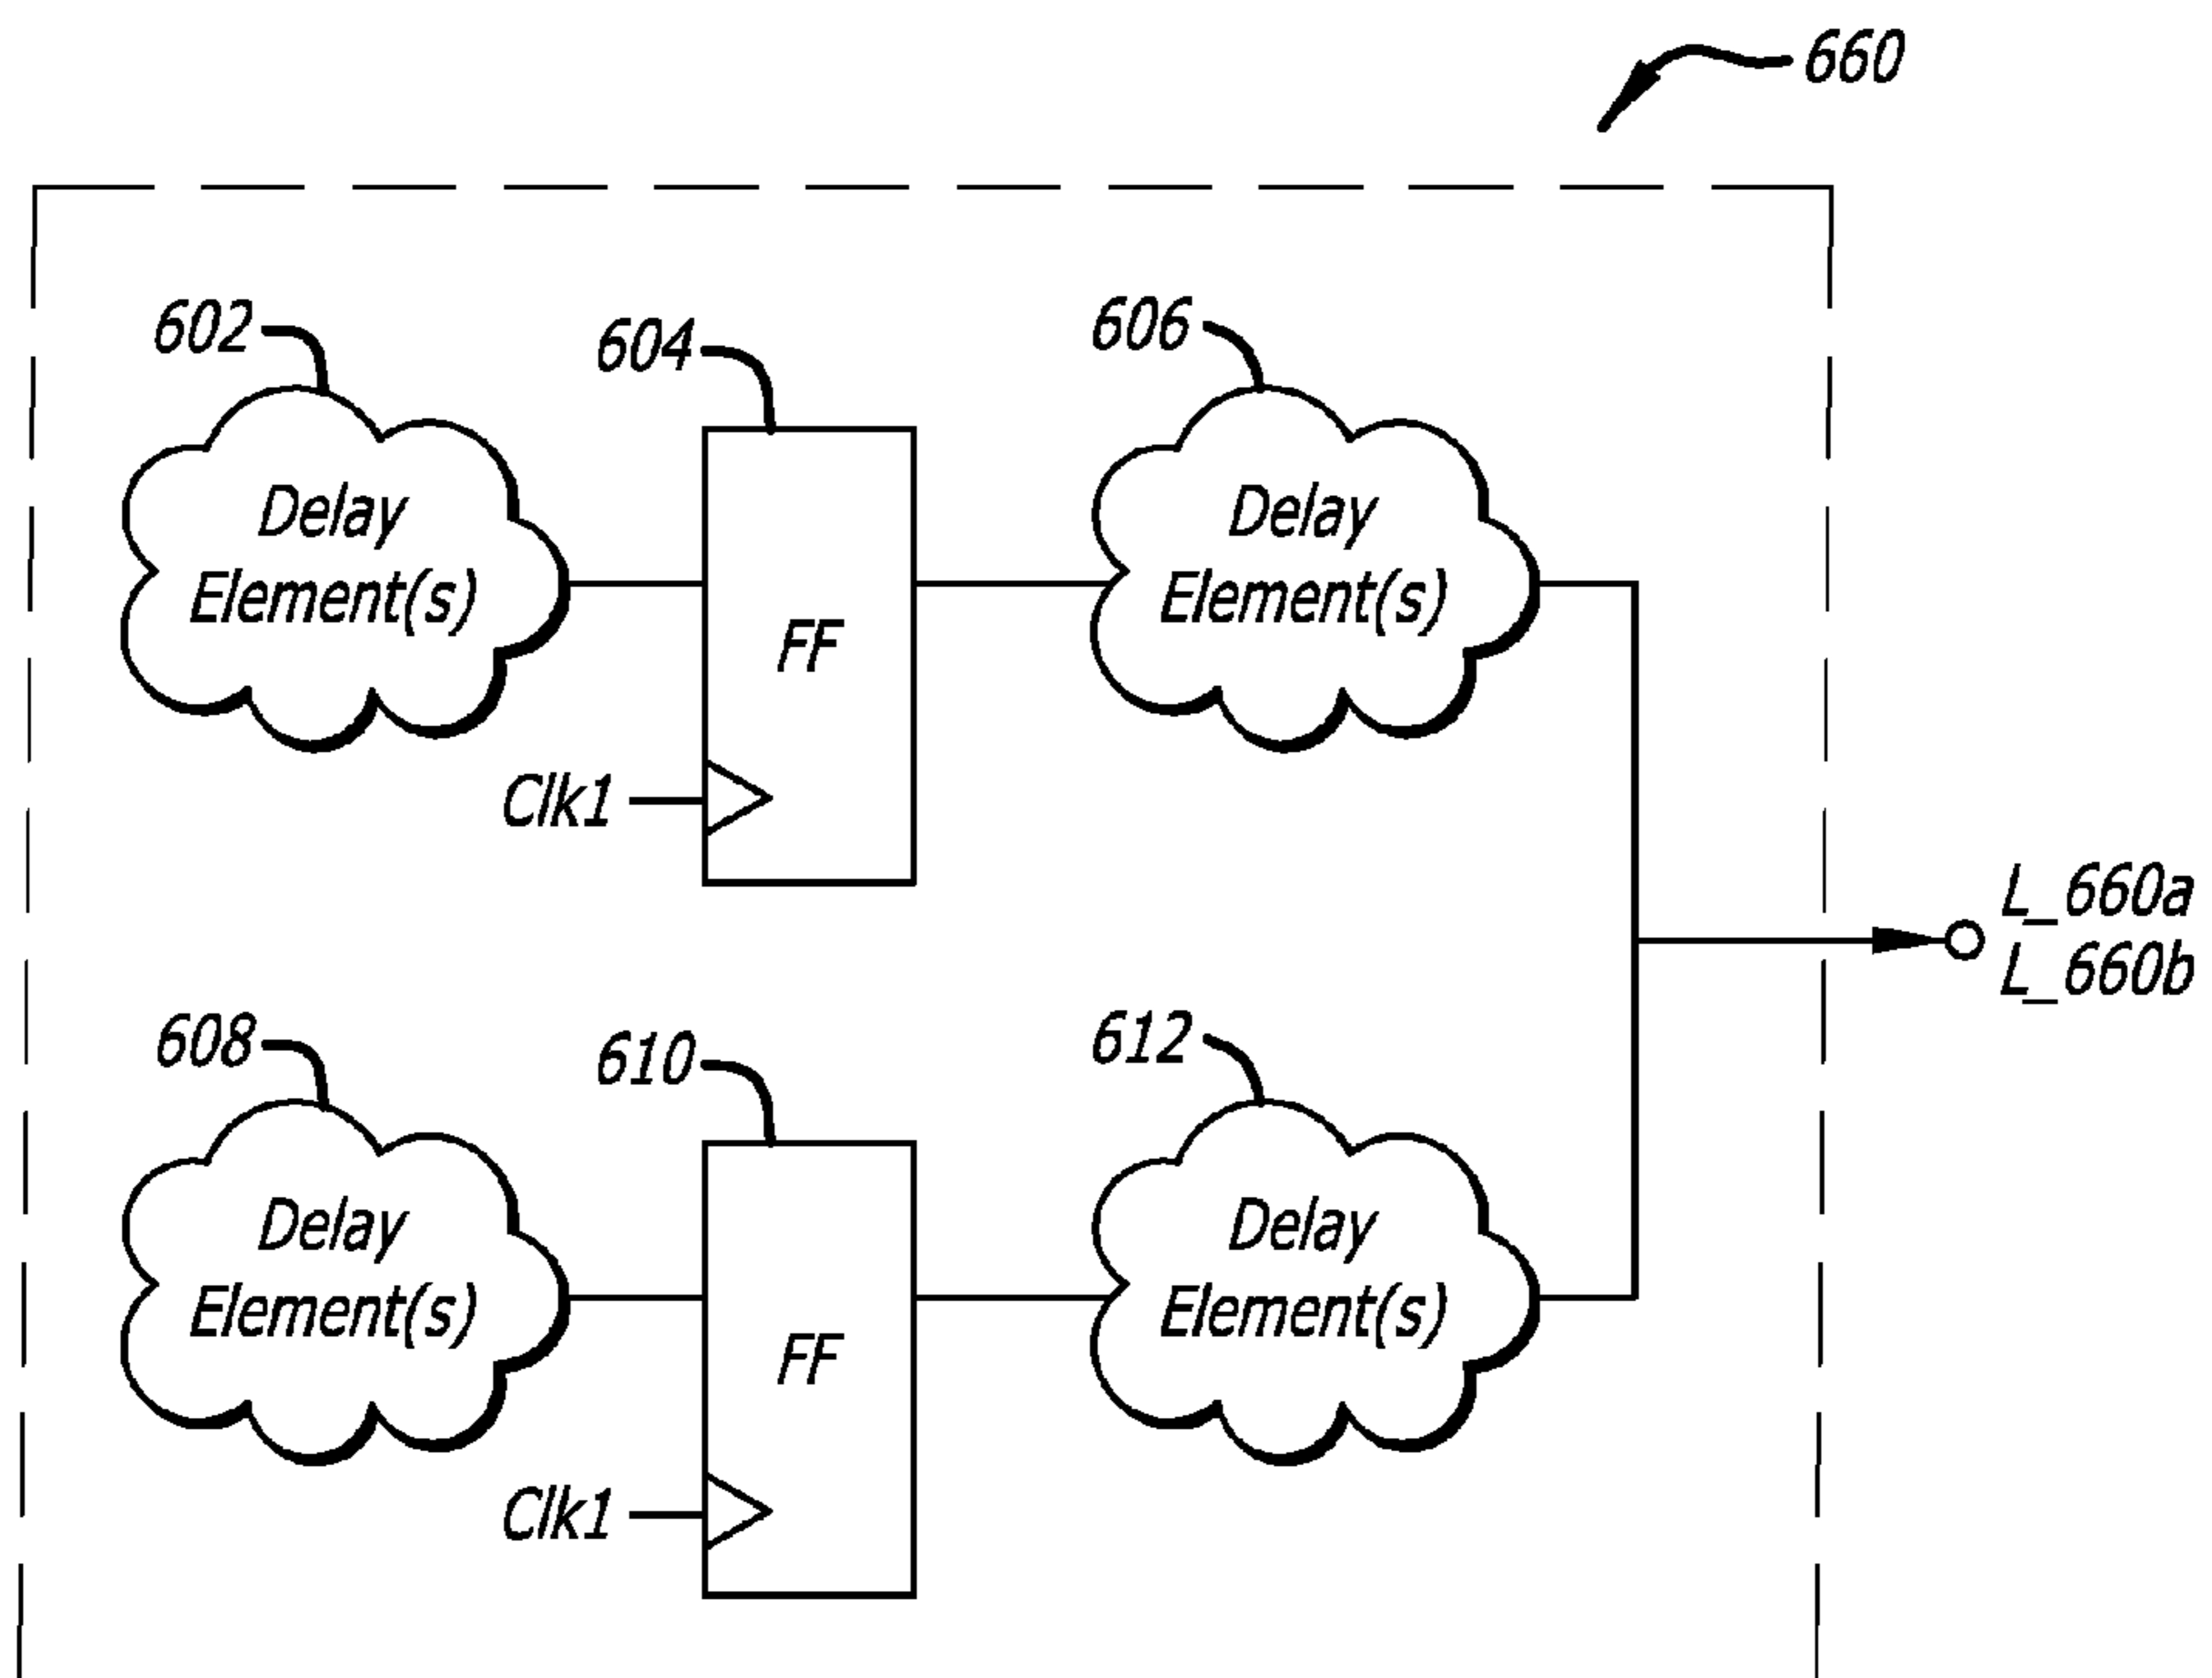 660
602
604
606
Delay
Element(s)
FF
Delay
Element(s)
Clk1
L_660a
L_660b
608
610
612
Delay
Element(s)
FF
Delay
Element(s)
Clk1